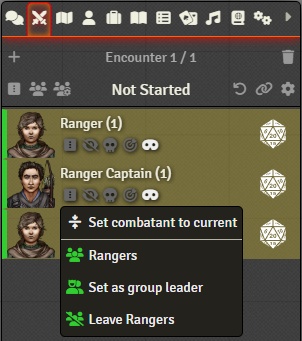 Encounter 1 / 1
Not Started
Ranger (1)
Ranger Captain (1)
Set combatant to current
Rangers
Set as group leader
Leave Rangers